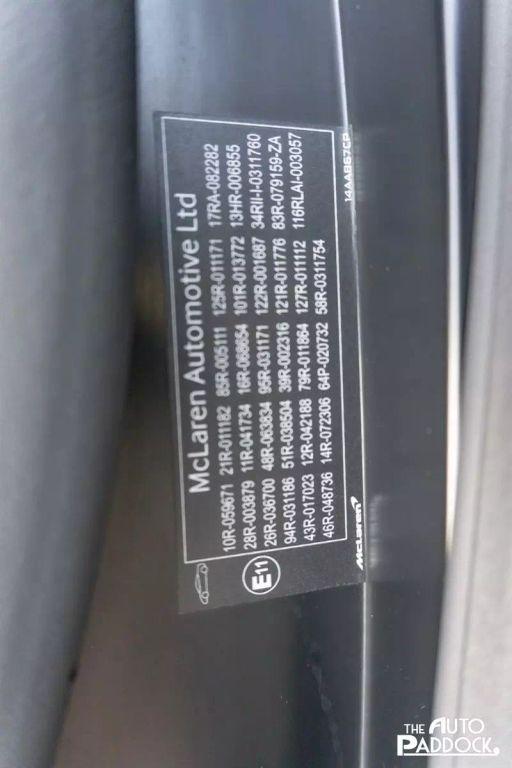 McLaren Automotive Ltd
10R-059671 21R-011182 85R-005111 125R-011171 17RA-082282
28R-003879 11R-041734 16R-068654 101R-013772 13HR-006855
26R-036700 48R-063834 95R-031171 122R-001687 34RII-I-0311760
94R-031186 51R-038504 39R-002316 121R-011776 83R-079159-ZA
43R-017023 12R-042188 79R-011864 127R-011112 116RLAI-003057
46R-048736 14R-072306 64P-020732 58R-0311754
E11
McLaren
14AA867CP
THE AUTO
PADDOCK.